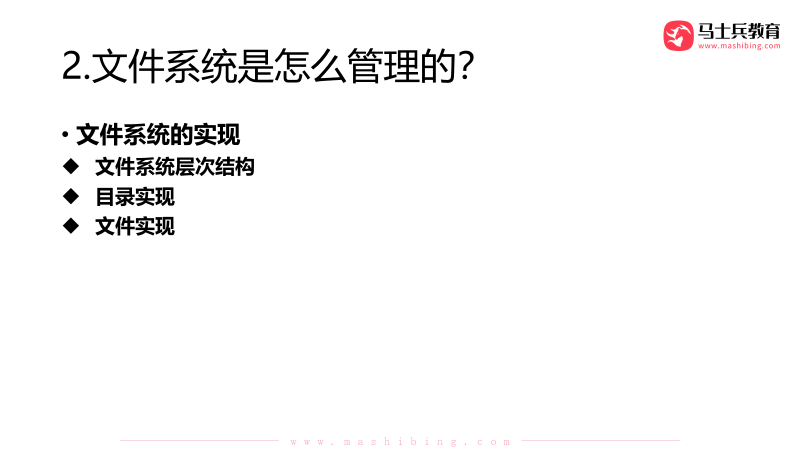 马士兵教育
www.mashibing.com
2.文件系统是怎么管理的?
• 文件系统的实现
◆ 文件系统层次结构
◆ 目录实现
◆ 文件实现
www.mashibing.com